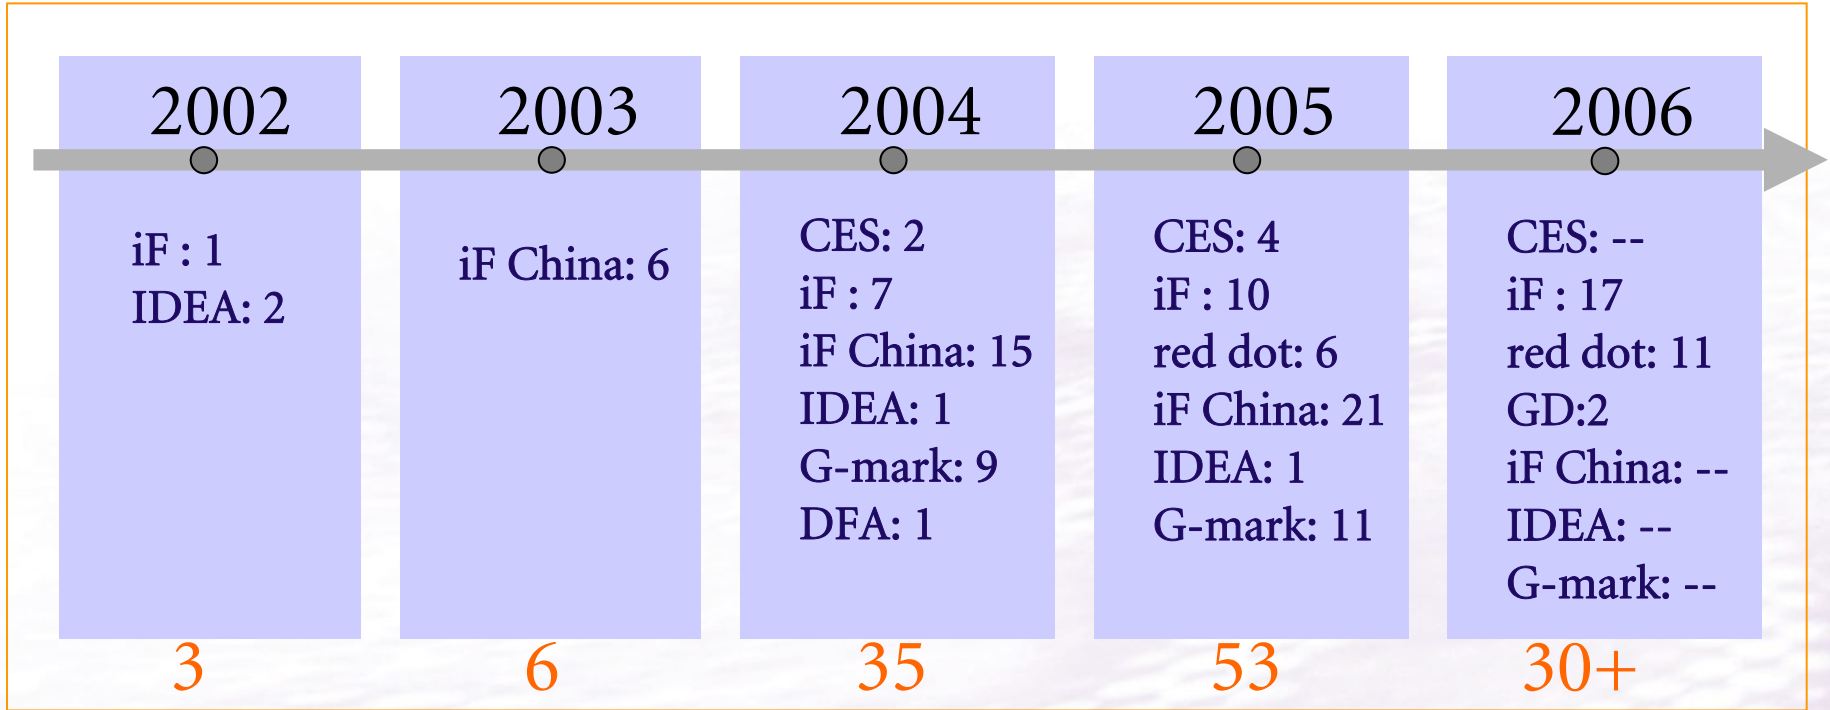 2002
iF : 1
IDEA: 2
3
2003
iF China: 6
6
2004
CES: 2
iF : 7
iF China: 15
IDEA: 1
G-mark: 9
DFA: 1
35
2005
CES: 4
iF : 10
red dot: 6
iF China: 21
IDEA: 1
G-mark: 11
53
2006
CES: --
iF : 17
red dot: 11
GD:2
iF China: --
IDEA: --
G-mark: --
30+